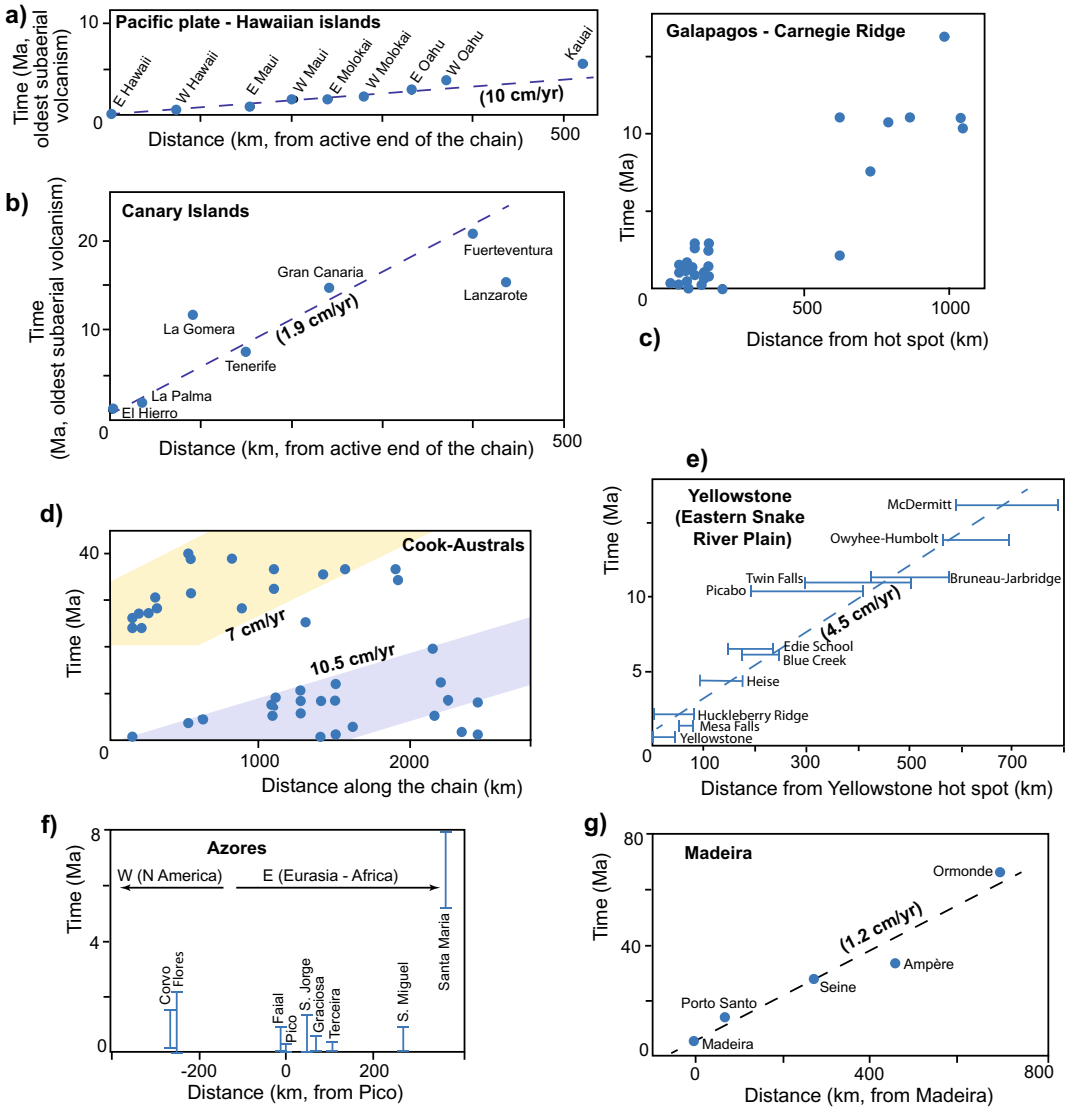 a)
Pacific plate - Hawaiian islands
Time (Ma,
oldest subaerial
volcanism)
10
0
E Hawaii
W Hawaii
E Maui
W Maui
E Molokai
W Molokai
E Oahu
W Oahu
Kauai
(10 cm/yr)
500
Distance (km, from active end of the chain)
b)
Canary Islands
Time
(Ma, oldest subaerial volcanism)
20
10
0
El Hierro
La Palma
La Gomera
Tenerife
Gran Canaria
(1.9 cm/yr)
Fuerteventura
Lanzarote
500
Distance (km, from active end of the chain)
Galapagos - Carnegie Ridge
Time (Ma)
10
0
500
1000
Distance from hot spot (km)
c)
d)
Cook-Australs
Time (Ma)
40
0
7 cm/yr
10.5 cm/yr
1000
2000
Distance along the chain (km)
e)
Yellowstone
(Eastern Snake
River Plain)
Time (Ma)
10
5
0
McDermitt
Owyhee-Humbolt
Twin Falls
Bruneau-Jarbridge
Picabo
(4.5 cm/yr)
Edie School
Blue Creek
Heise
Huckleberry Ridge
Mesa Falls
Yellowstone
100
300
500
700
Distance from Yellowstone hot spot (km)
f)
Azores
Time (Ma)
8
4
0
W (N America)
E (Eurasia - Africa)
Corvo
Flores
Faial
Pico
S. Jorge
Graciosa
Terceira
S. Miguel
Santa Maria
-200
0
200
Distance (km, from Pico)
g)
Madeira
Time (Ma)
80
40
0
Ormonde
(1.2 cm/yr)
Ampère
Seine
Porto Santo
Madeira
0
400
800
Distance (km, from Madeira)